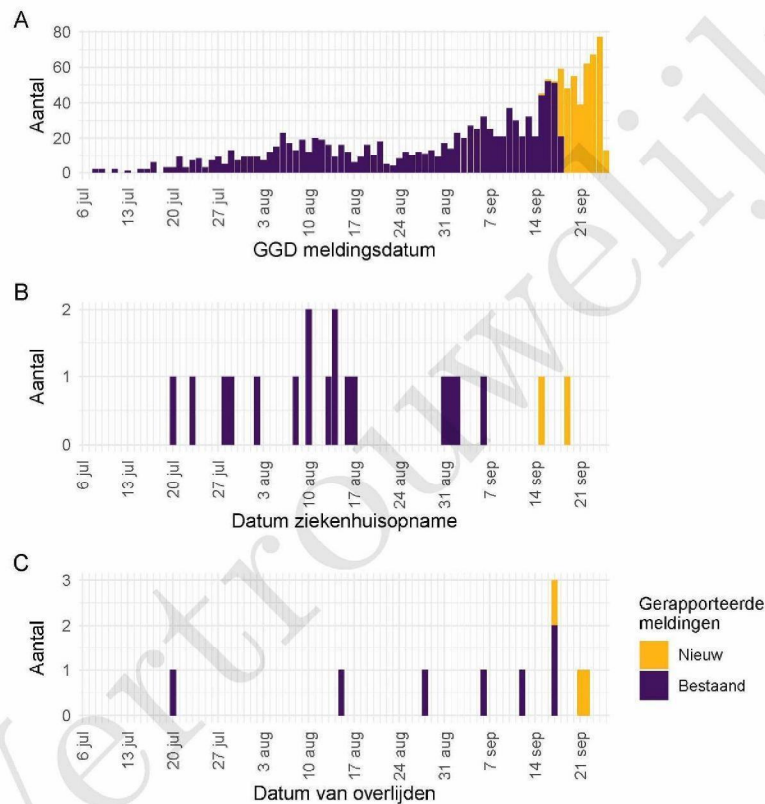 A
80
60
40
20
0
Aantal
6 jul
13 jul
20 jul
27 jul
3 aug
10 aug
17 aug
24 aug
31 aug
7 sep
14 sep
21 sep
GGD meldingsdatum
B
2
1
0
Aantal
6 jul
13 jul
20 jul
27 jul
3 aug
10 aug
17 aug
24 aug
31 aug
7 sep
14 sep
21 sep
Datum ziekenhuisopname
C
3
2
1
0
Aantal
6 jul
13 jul
20 jul
27 jul
3 aug
10 aug
17 aug
24 aug
31 aug
7 sep
14 sep
21 sep
Datum van overlijden
Gerapporteerde
meldingen
Nieuw
Bestaand
Vertrouwelijk